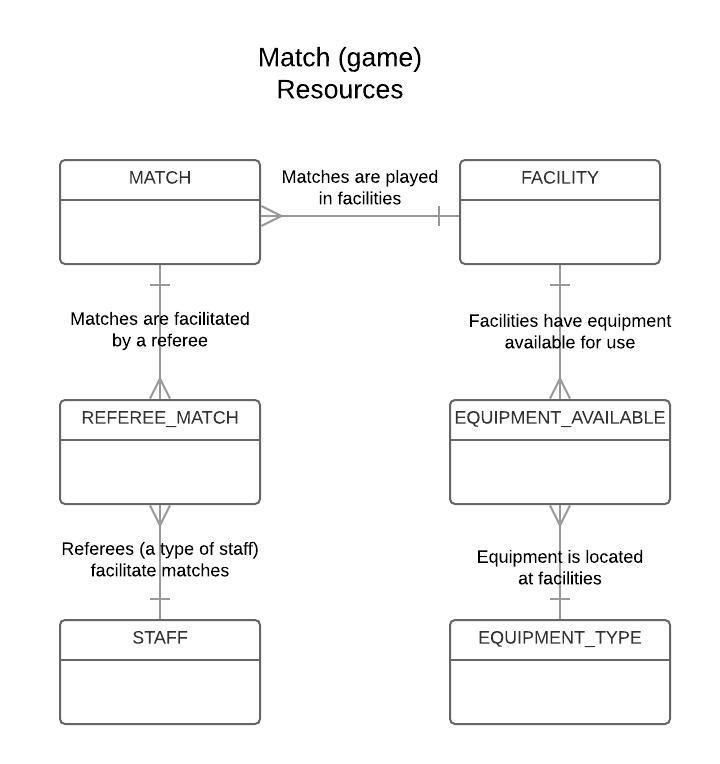 Match (game)
Resources
MATCH
Matches are played
in facilities
FACILITY
Matches are facilitated
by a referee
Facilities have equipment
available for use
REFEREE_MATCH
EQUIPMENT_AVAILABLE
Referees (a type of staff)
facilitate matches
Equipment is located
at facilities
STAFF
EQUIPMENT_TYPE